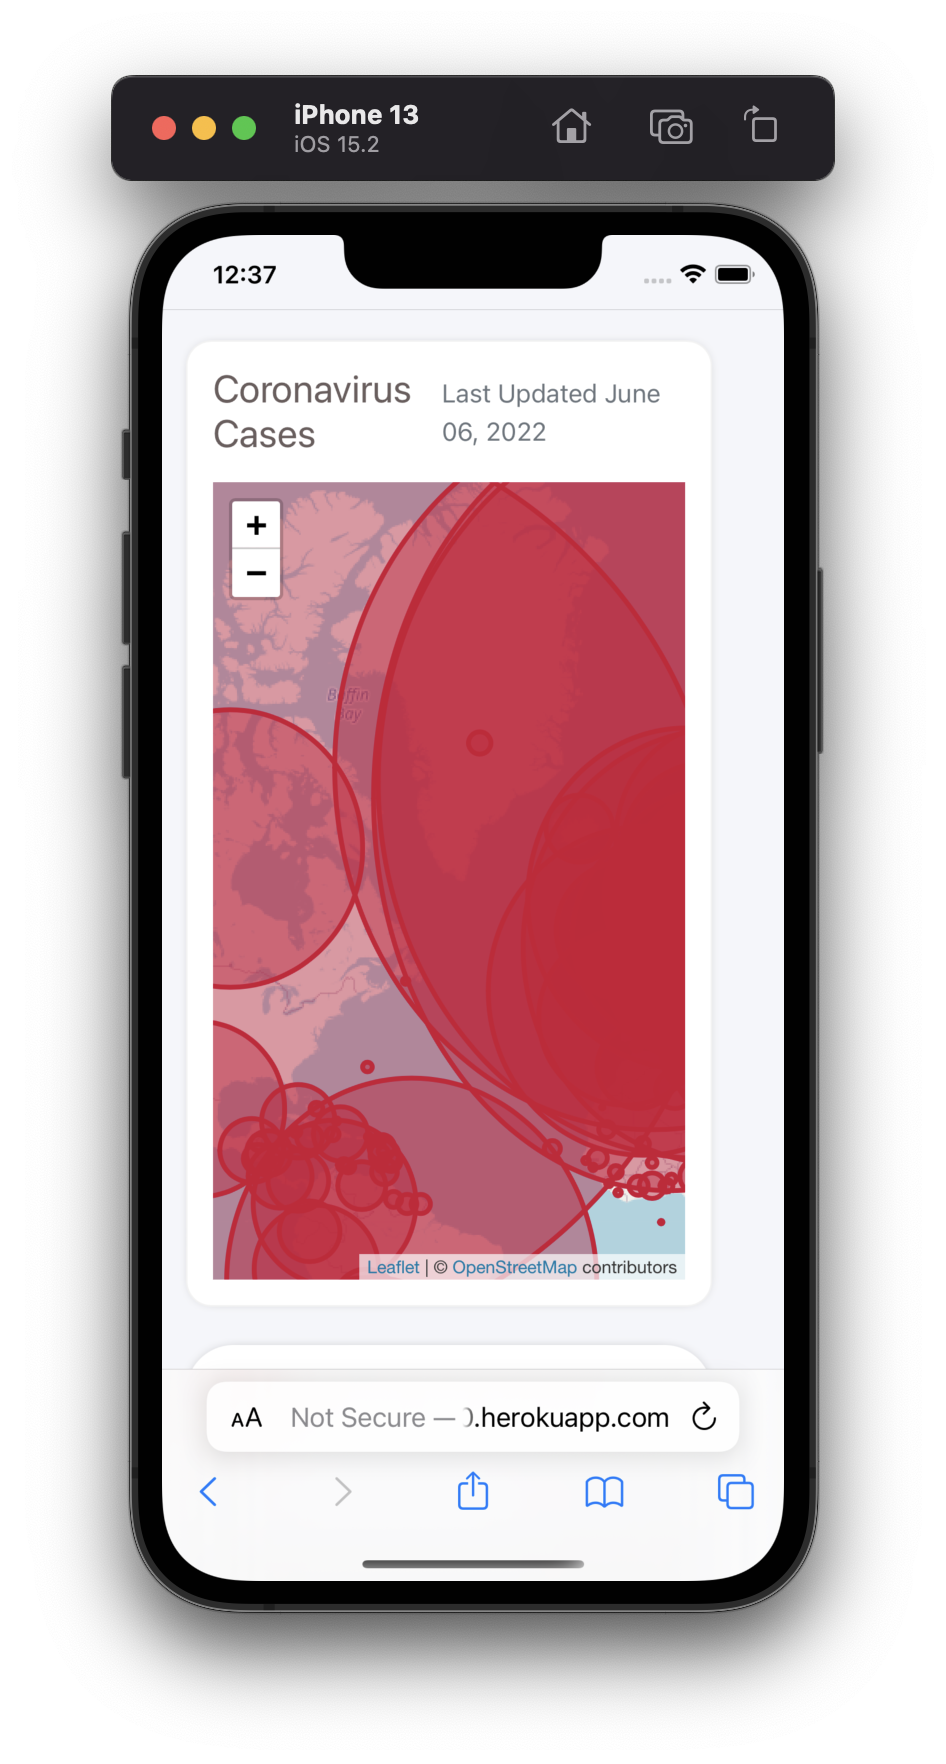 iPhone 13
iOS 15.2
12:37
Coronavirus
Cases
Last Updated June
06, 2022
+
−
Baffin
Bay
Leaflet | © OpenStreetMap contributors
AA
Not Secure — .herokuapp.com